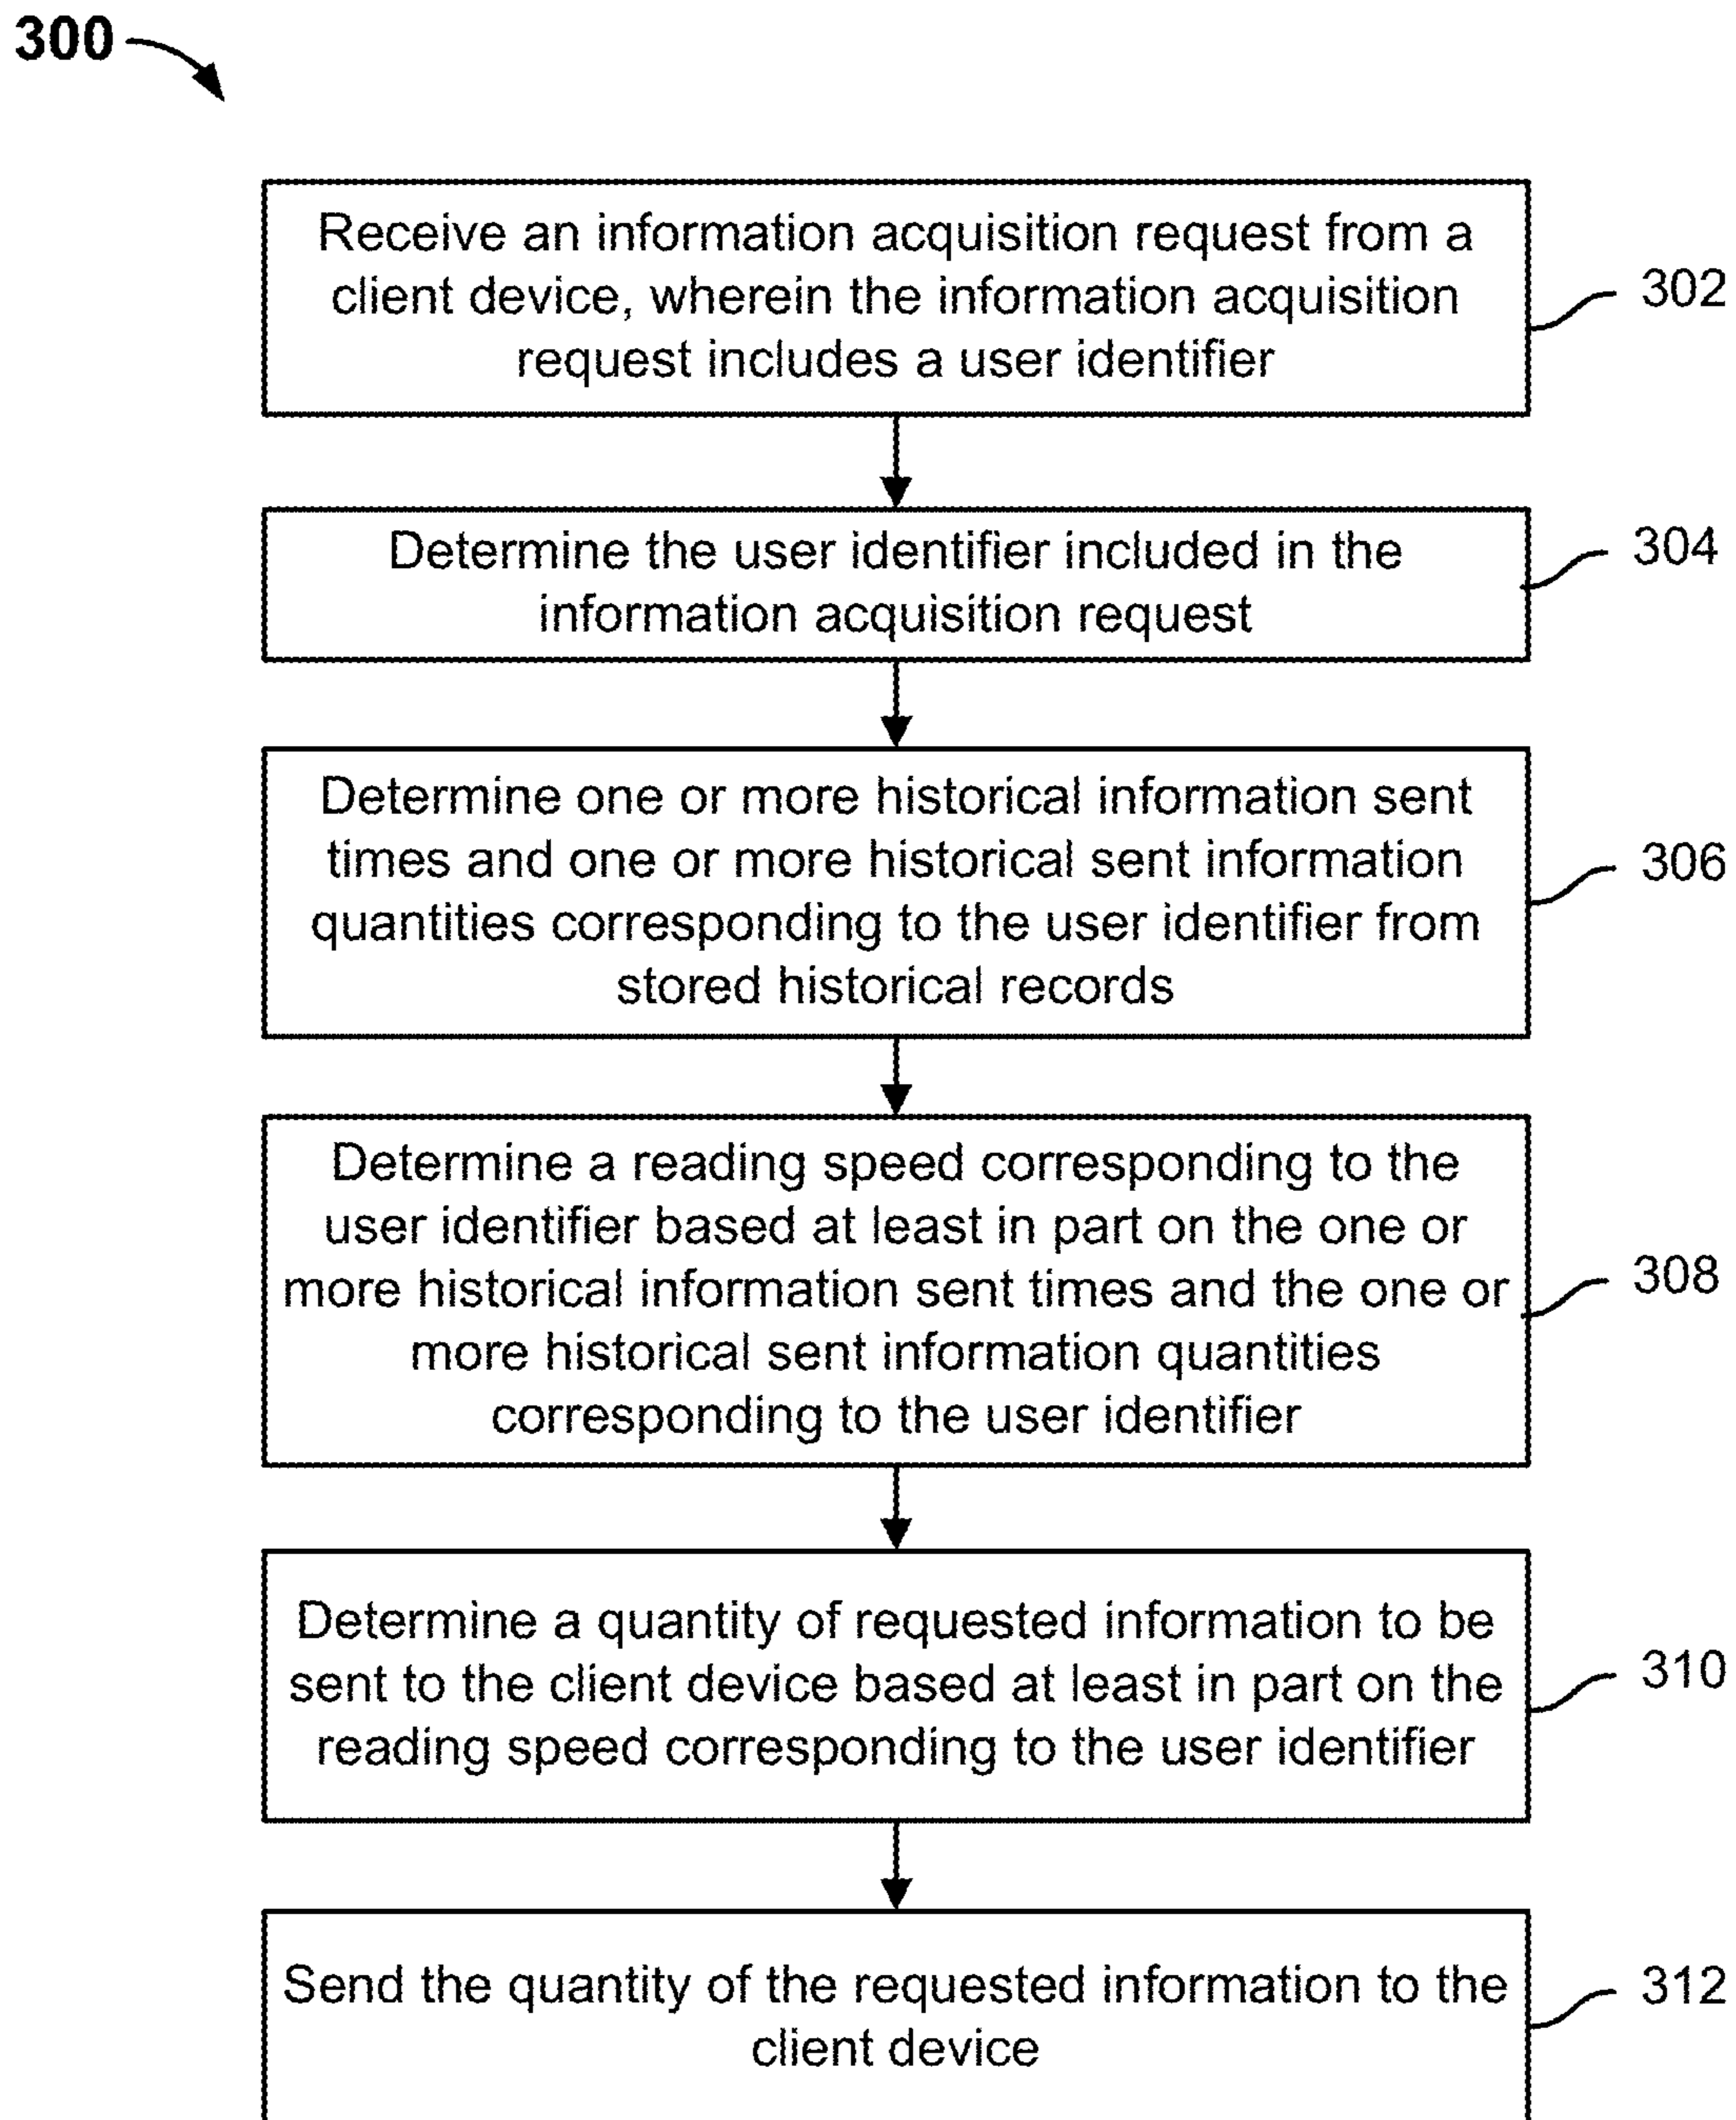 300
Receive an information acquisition request from a
client device, wherein the information acquisition
request includes a user identifier
302
Determine the user identifier included in the
information acquisition request
304
Determine one or more historical information sent
times and one or more historical sent information
quantities corresponding to the user identifier from
stored historical records
306
Determine a reading speed corresponding to the
user identifier based at least in part on the one or
more historical information sent times and the one or
more historical sent information quantities
corresponding to the user identifier
308
Determine a quantity of requested information to be
sent to the client device based at least in part on the
reading speed corresponding to the user identifier
310
Send the quantity of the requested information to the
client device
312